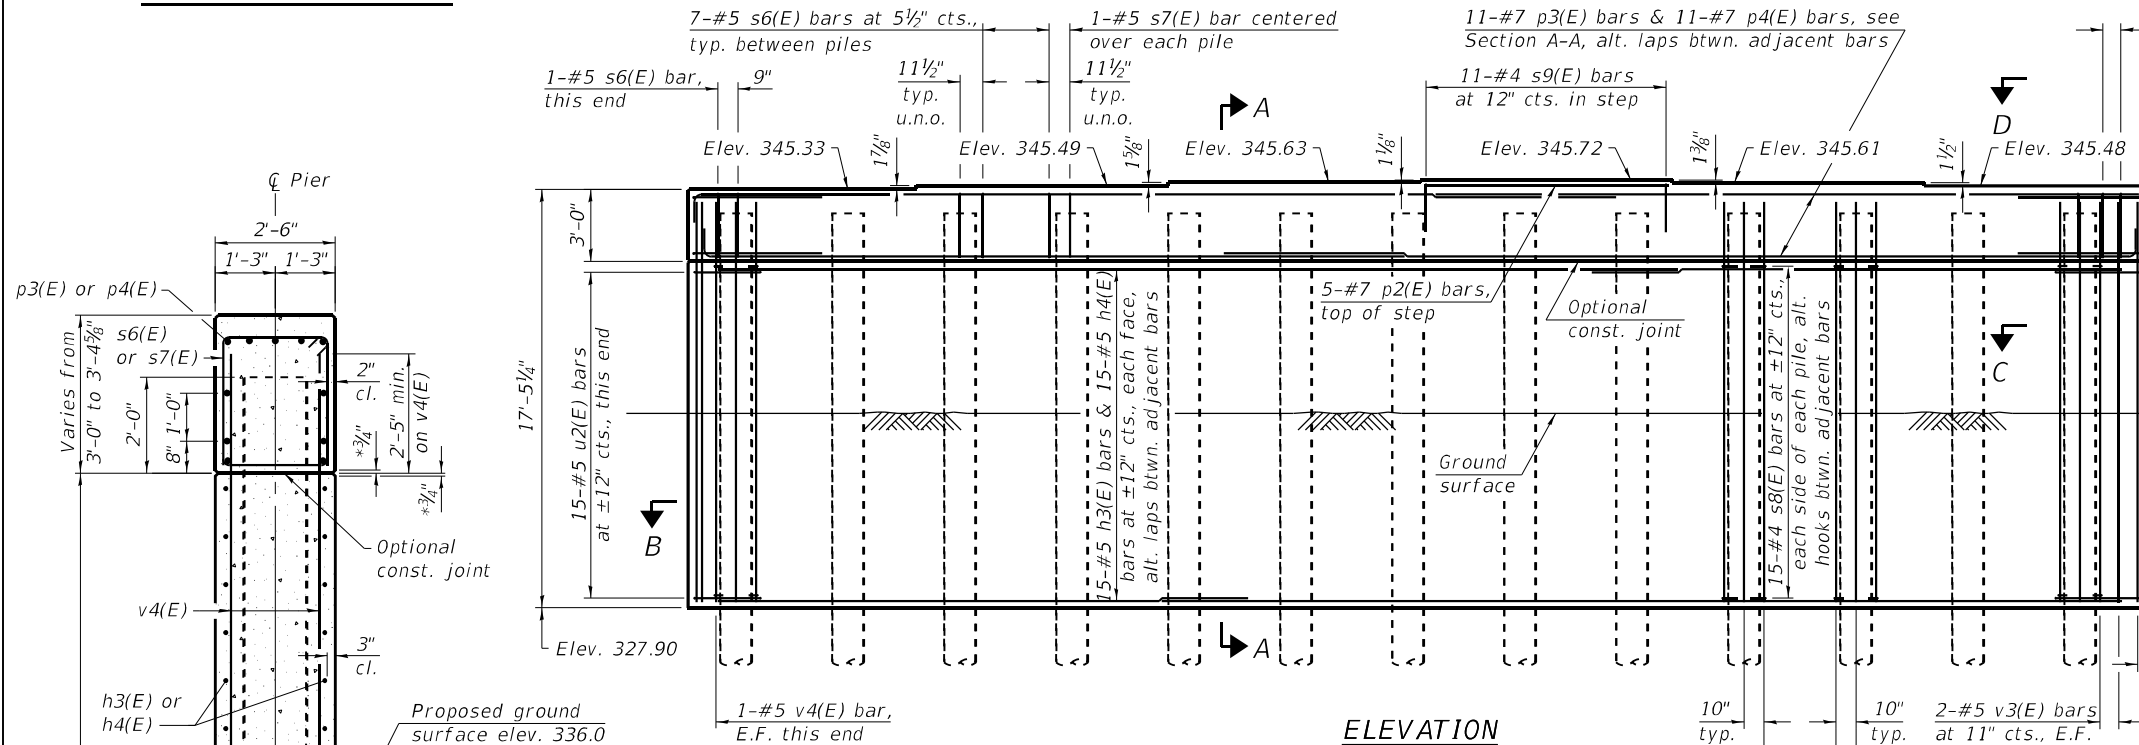 7-#5 s6(E) bars at 5½" cts.,
typ. between piles
1-#5 s7(E) bar centered
over each pile
11-#7 p3(E) bars & 11-#7 p4(E) bars, see
Section A-A, alt. laps btwn. adjacent bars
1-#5 s6(E) bar,
this end
9"
11½"
typ.
u.n.o.
11½"
typ.
u.n.o.
11-#4 s9(E) bars
at 12" cts. in step
A
D
Elev. 345.33
1⅞"
Elev. 345.49
1⅝"
Elev. 345.63
1⅛"
Elev. 345.72
1⅜"
Elev. 345.61
1½"
Elev. 345.48
℄ Pier
2'-6"
1'-3"
1'-3"
p3(E) or p4(E)
s6(E)
or s7(E)
Varies from
3'-0" to 3'-4⅝"
2'-0"
1'-0"
8"
2"
cl.
*¾"
2'-5" min.
on v4(E)
*¾"
Optional
const. joint
v4(E)
3"
cl.
h3(E) or
h4(E)
Proposed ground
surface elev. 336.0
3'-0"
17'-5¼"
15-#5 u2(E) bars
at ±12" cts., this end
B
Elev. 327.90
1-#5 v4(E) bar,
E.F. this end
15-#5 h3(E) bars & 15-#5 h4(E)
bars at ±12" cts., each face,
alt. laps btwn. adjacent bars
5-#7 p2(E) bars,
top of step
Optional
const. joint
Ground
surface
15-#4 s8(E) bars at ±12" cts.,
each side of each pile, alt.
hooks btwn. adjacent bars
C
A
ELEVATION
10"
typ.
10"
typ.
2-#5 v3(E) bars
at 11" cts., E.F.